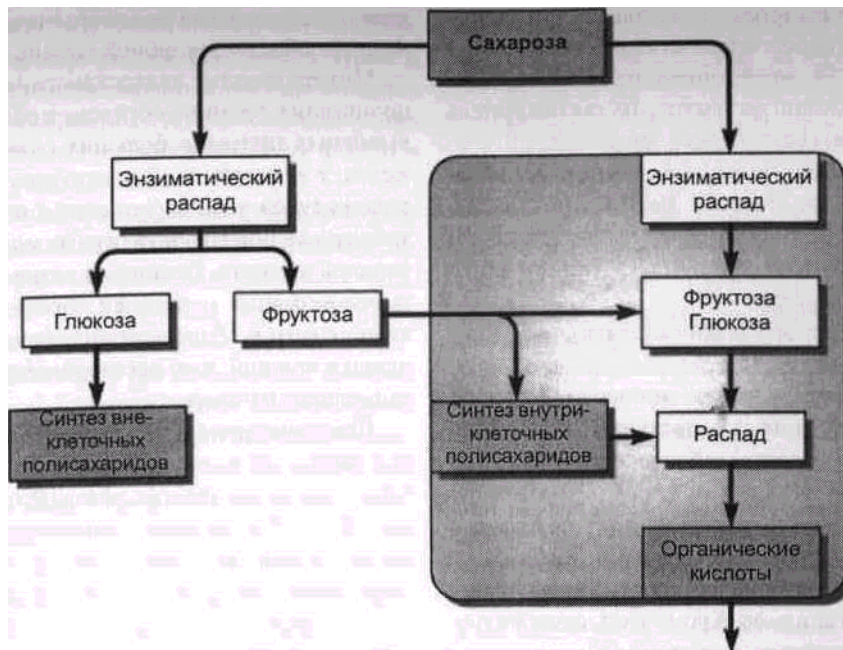 Сахароза
Энзиматический
распад
Энзиматический
распад
Глюкоза
Фруктоза
Фруктоза
Глюкоза
Синтез вне-
клеточных
полисахаридов
Синтез внутри-
клеточных
полисахаридов
Распад
Органические
кислоты